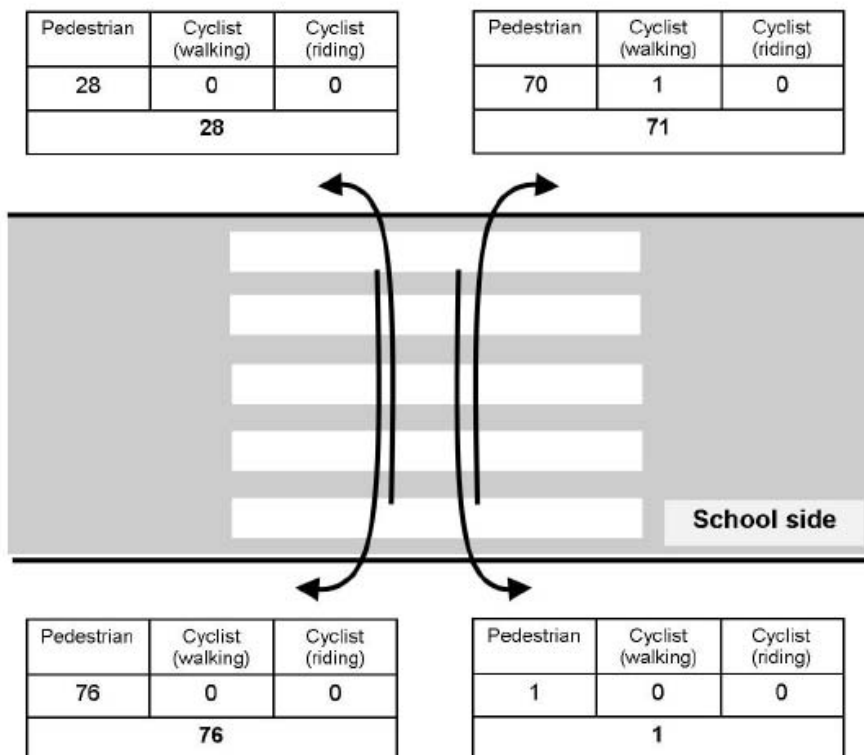 Pedestrian Cyclist (walking) Cyclist (riding)
28 0 0
28
Pedestrian Cyclist (walking) Cyclist (riding)
70 1 0
71
School side
Pedestrian Cyclist (walking) Cyclist (riding)
76 0 0
76
Pedestrian Cyclist (walking) Cyclist (riding)
1 0 0
1